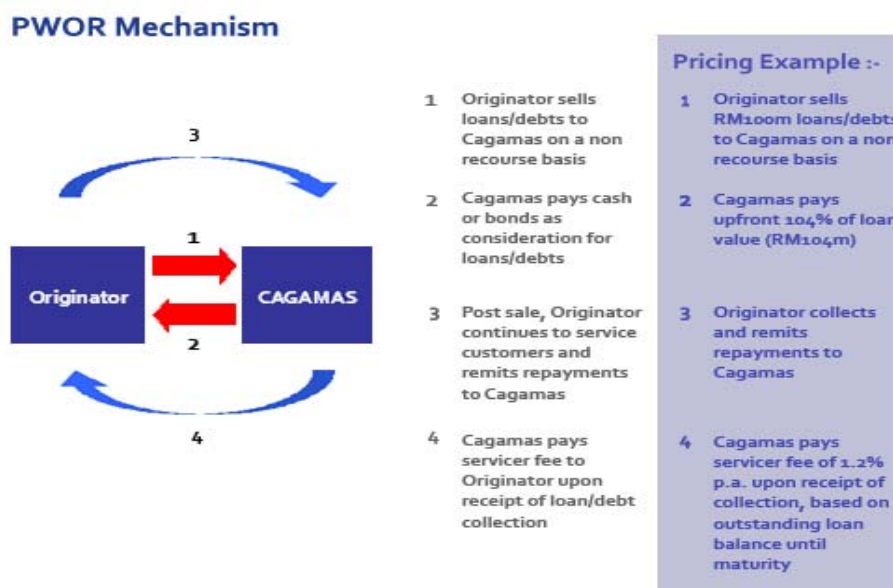 PWOR Mechanism
3
1
Originator
CAGAMAS
2
4
1 Originator sells
loans/debts to
Cagamas on a non
recourse basis
2 Cagamas pays cash
or bonds as
consideration for
loans/debts
3 Post sale, Originator
continues to service
customers and
remits repayments
to Cagamas
4 Cagamas pays
servicer fee to
Originator upon
receipt of loan/debt
collection
Pricing Example :-
1 Originator sells
RM100m loans/debts
to Cagamas on a non
recourse basis
2 Cagamas pays
upfront 104% of loan
value (RM104m)
3 Originator collects
and remits
repayments to
Cagamas
4 Cagamas pays
servicer fee of 1.2%
p.a. upon receipt of
collection, based on
outstanding loan
balance until
maturity